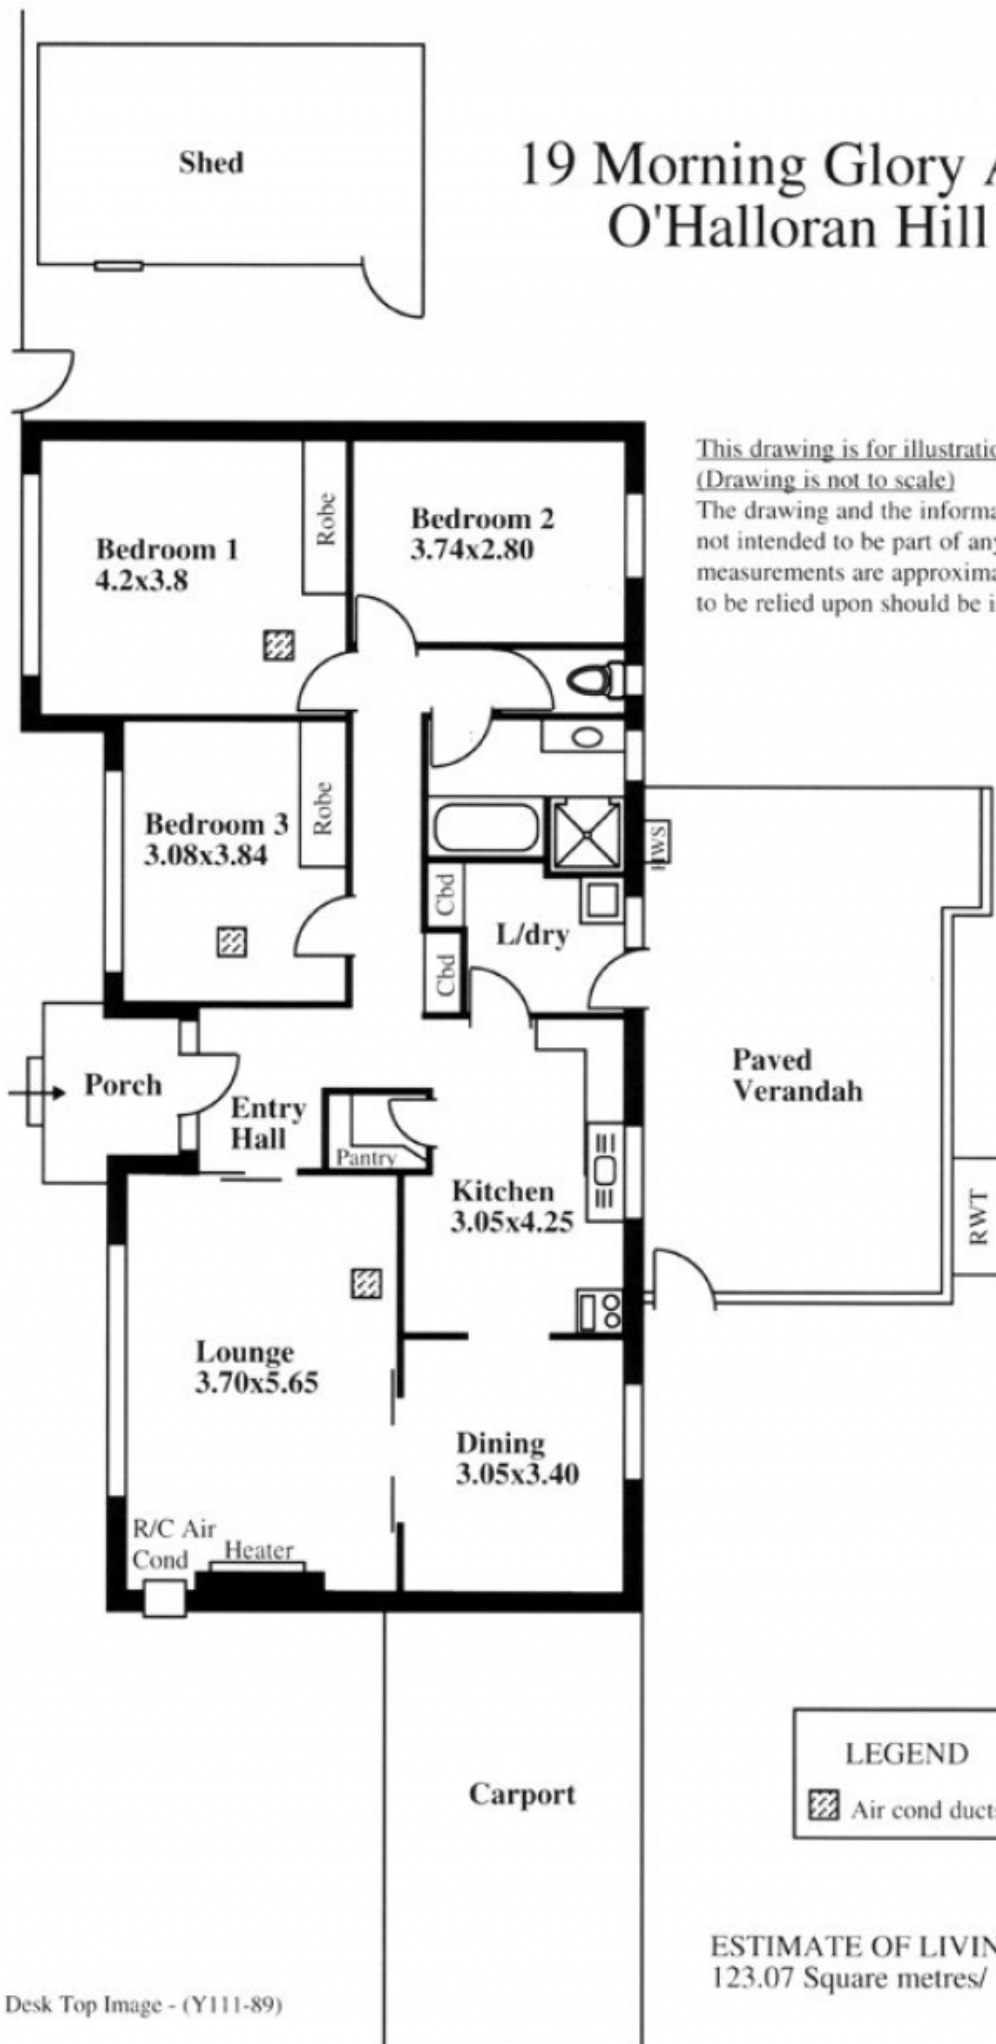 Shed
19 Morning Glory A
O'Halloran Hill
This drawing is for illustratio
(Drawing is not to scale)
The drawing and the informa
not intended to be part of any
measurements are approxima
to be relied upon should be i
Bedroom 1
4.2x3.8
Robe
Bedroom 2
3.74x2.80
Bedroom 3
3.08x3.84
Robe
HWS
Cbd
L/dry
Cbd
Porch
Entry
Hall
Pantry
Paved
Verandah
Kitchen
3.05x4.25
RWT
Lounge
3.70x5.65
Dining
3.05x3.40
R/C Air
Cond
Heater
Carport
LEGEND
Air cond ducts
ESTIMATE OF LIVIN
123.07 Square metres/
Desk Top Image - (Y111-89)